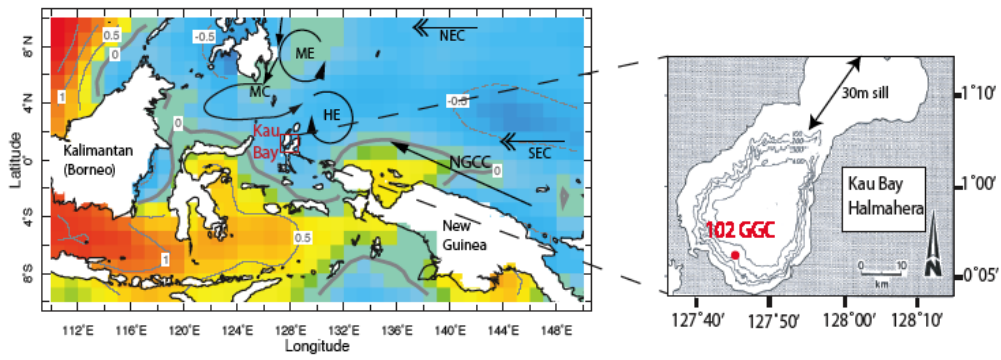 8°N
4°N
0°
4°S
8°S
Latitude
112°E
116°E
120°E
124°E
128°E
132°E
136°E
140°E
144°E
148°E
Longitude
0.5
0
1
-0.5
ME
NEC
MC
0
HE
-0.5
Kau
Bay
SEC
Kalimantan
(Borneo)
NGCC
0
New
Guinea
0.5
1
0
30m sill
1°10'
1°00'
0°05'
Kau Bay
Halmahera
102 GGC
0
10
km
N
127°40'
127°50'
128°00'
128°10'